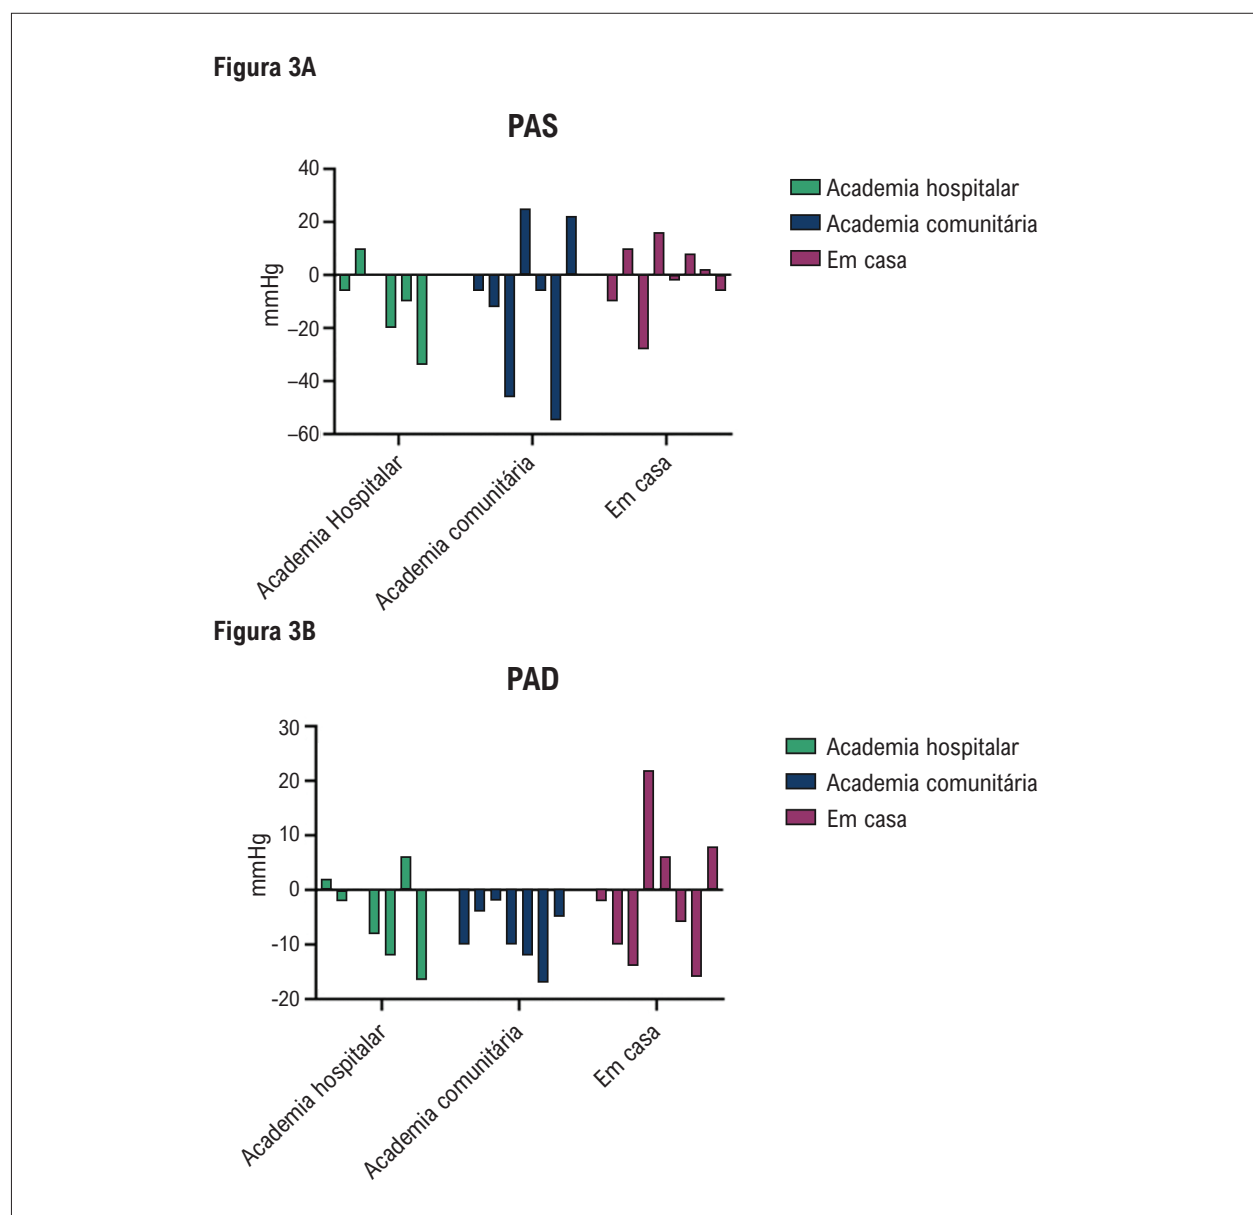 Figura 3A
PAS
40
20
0
–20
–40
–60
mmHg
Academia Hospitalar
Academia comunitária
Em casa
Academia hospitalar
Academia comunitária
Em casa
Figura 3B
PAD
30
20
10
0
-10
-20
mmHg
Academia hospitalar
Academia comunitária
Em casa
Academia hospitalar
Academia comunitária
Em casa